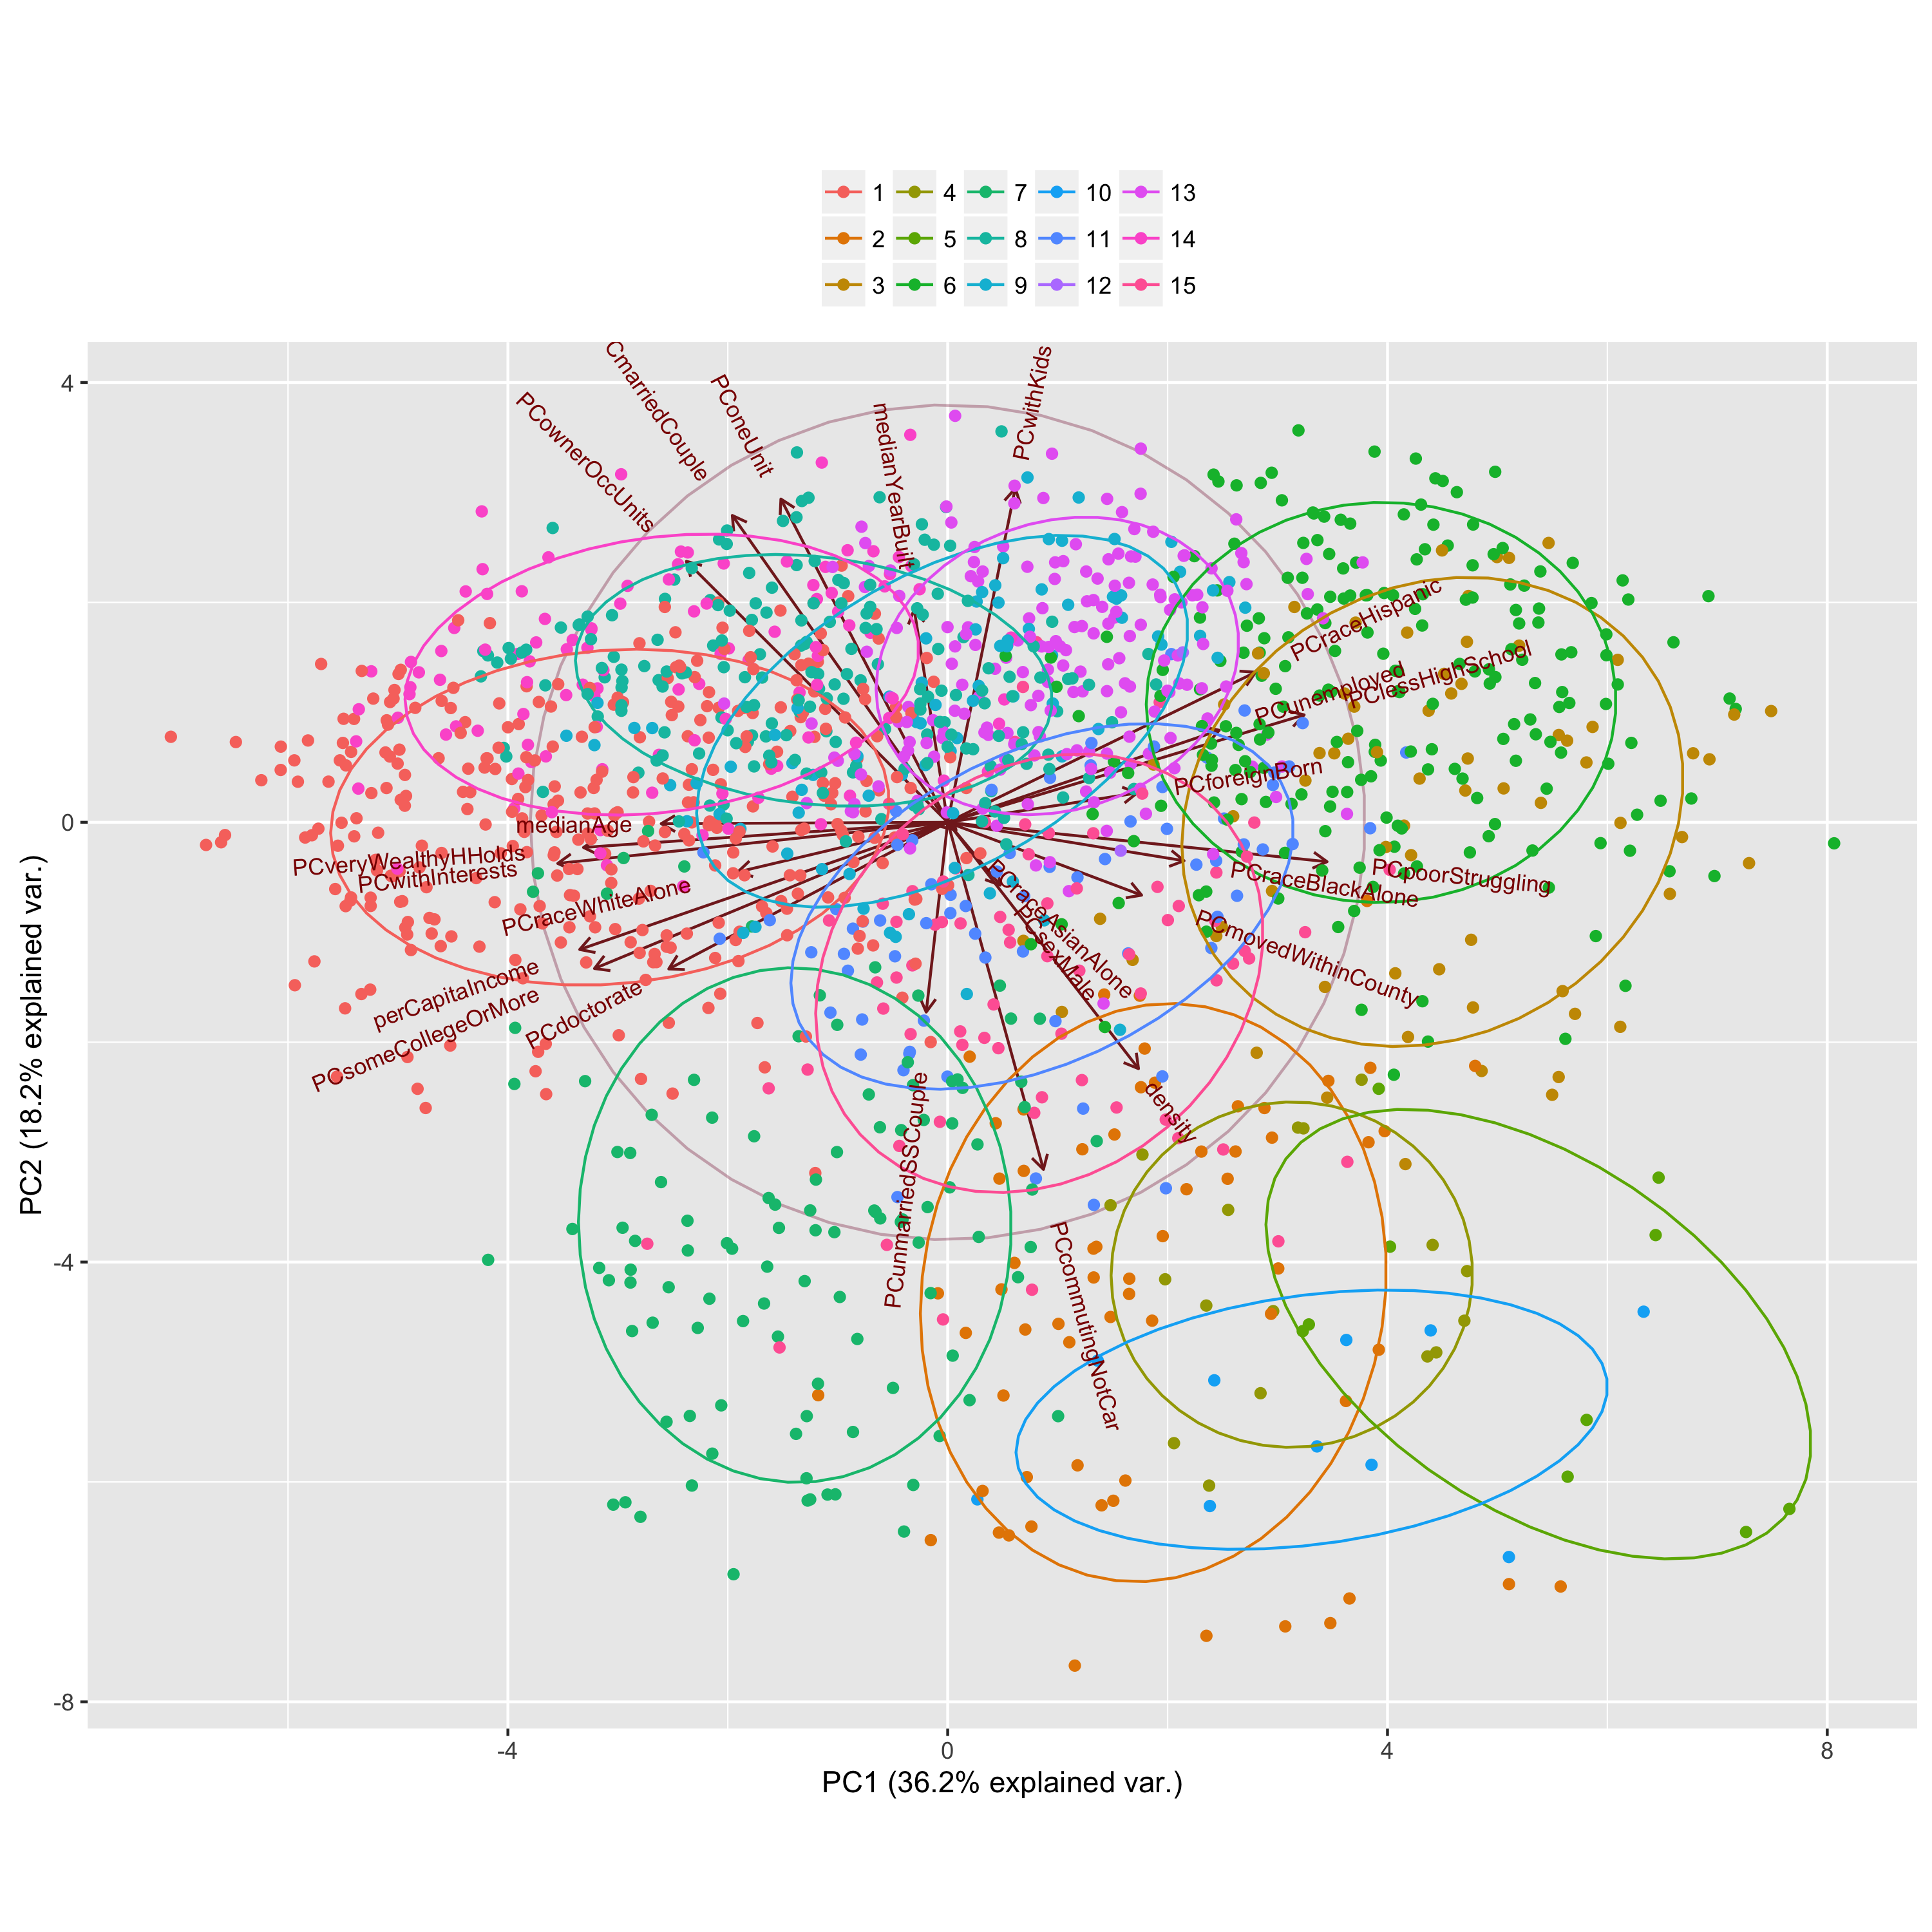 1 4 7 10 13
2 5 8 11 14
3 6 9 12 15
PCwithKids
CmarriedCouple
PConeUnit
PCownerOccUnits
medianYearBuilt
4
PCraceHispanic
PCunemployed
PClessHighSchool
PCforeignBorn
0
medianAge
PCveryWealthyHHolds
PCwithInterests
PCpoorStruggling
PCraceBlackAlone
PCraceWhiteAlone
PCraceAsianAlone
PCsexMale
PCmovedWithinCounty
perCapitaIncome
PCsomeCollegeOrMore
PCdoctorate
density
PCunmarriedSSCouple
-4
PCcommutingNotCar
-8
-4 0 4 8
PC1 (36.2% explained var.)
PC2 (18.2% explained var.)